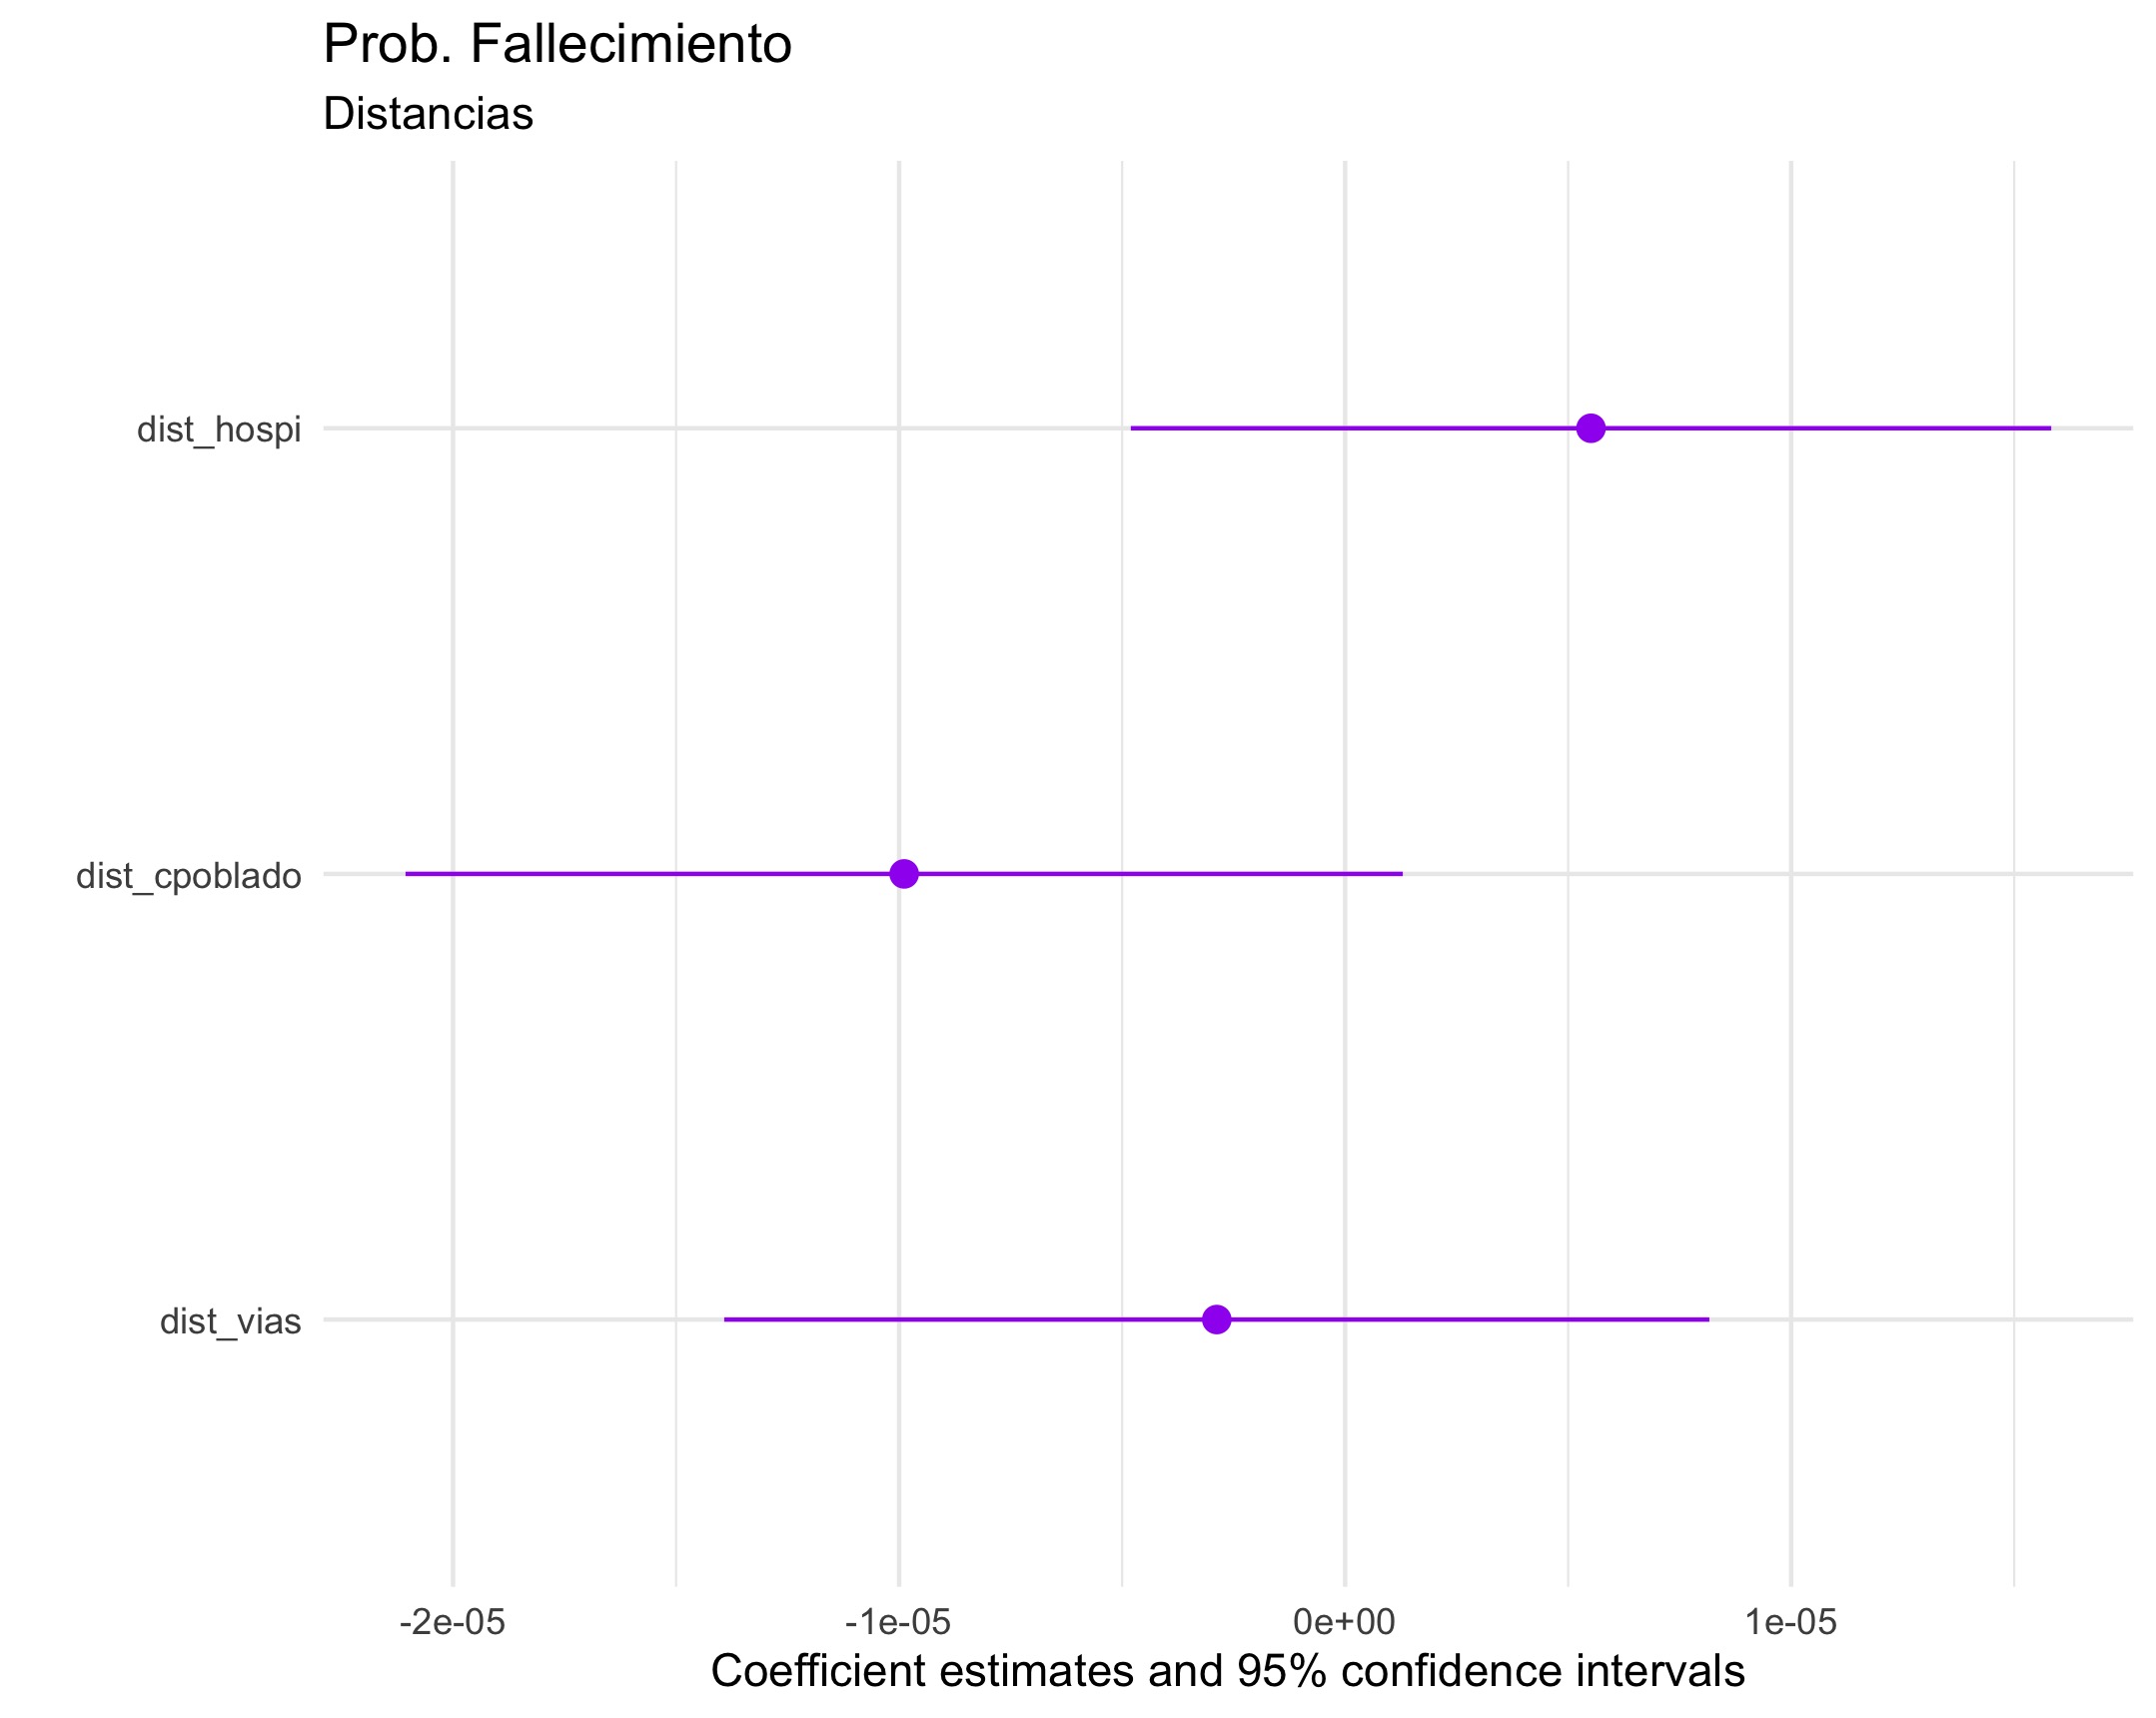 Prob. Fallecimiento
Distancias
dist_hospi
dist_cpoblado
dist_vias
-2e-05 -1e-05 0e+00 1e-05
Coefficient estimates and 95% confidence intervals